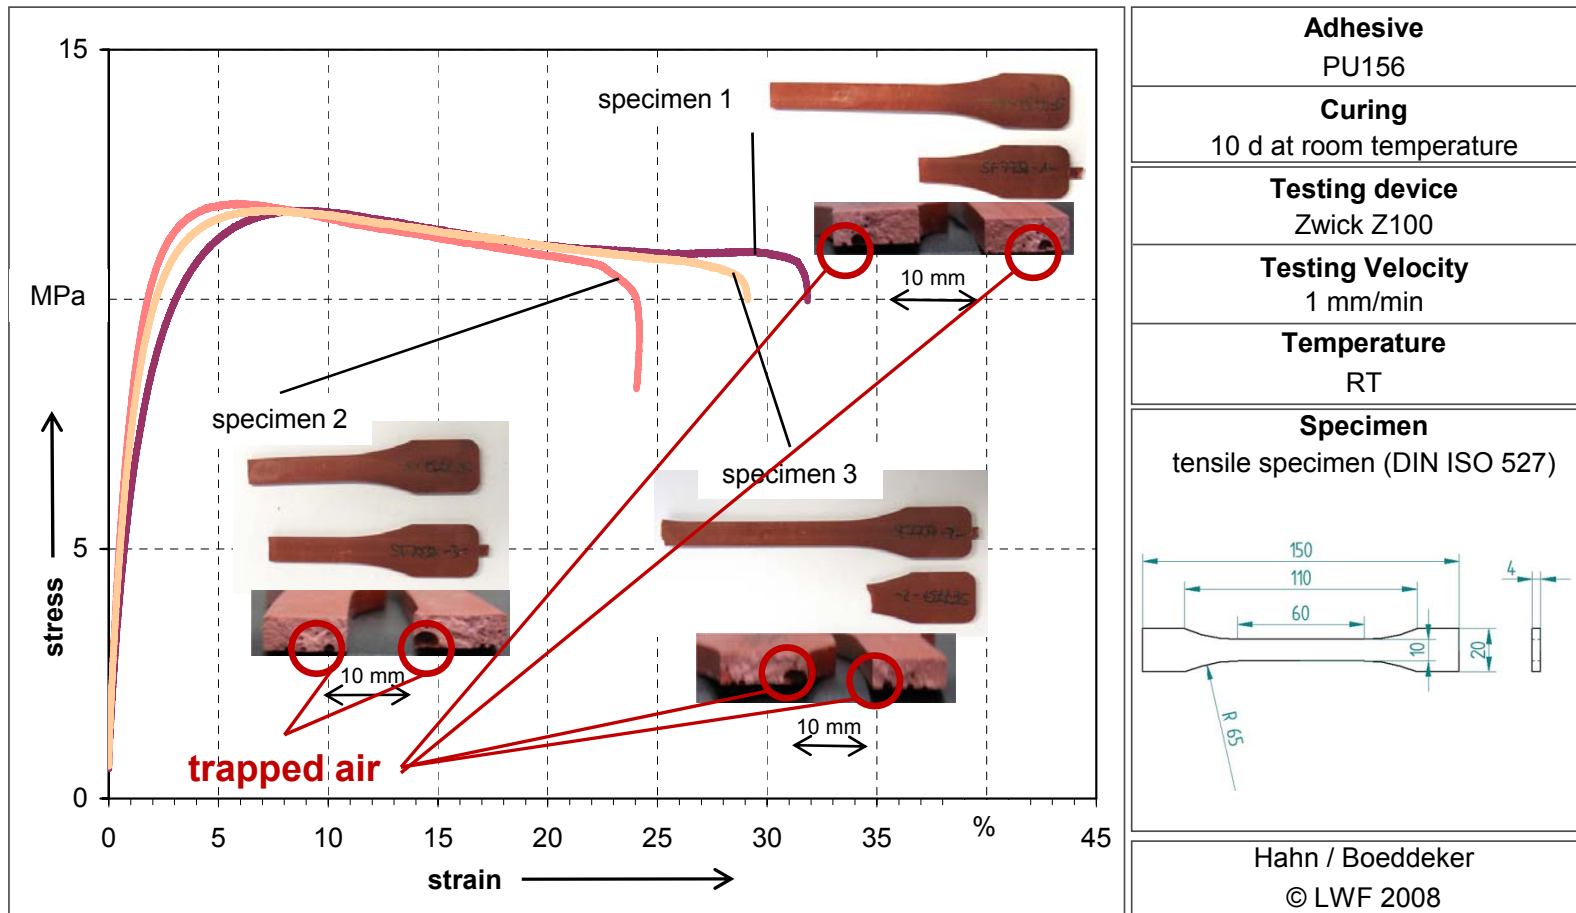 15
MPa
5
0
0
5
10
15
20
25
30
35
%
45
stress
strain
specimen 1
specimen 2
specimen 3
10 mm
10 mm
10 mm
trapped air
Adhesive
PU156
Curing
10 d at room temperature
Testing device
Zwick Z100
Testing Velocity
1 mm/min
Temperature
RT
Specimen
tensile specimen (DIN ISO 527)
150
110
60
10
20
4
R 65
Hahn / Boeddeker
© LWF 2008